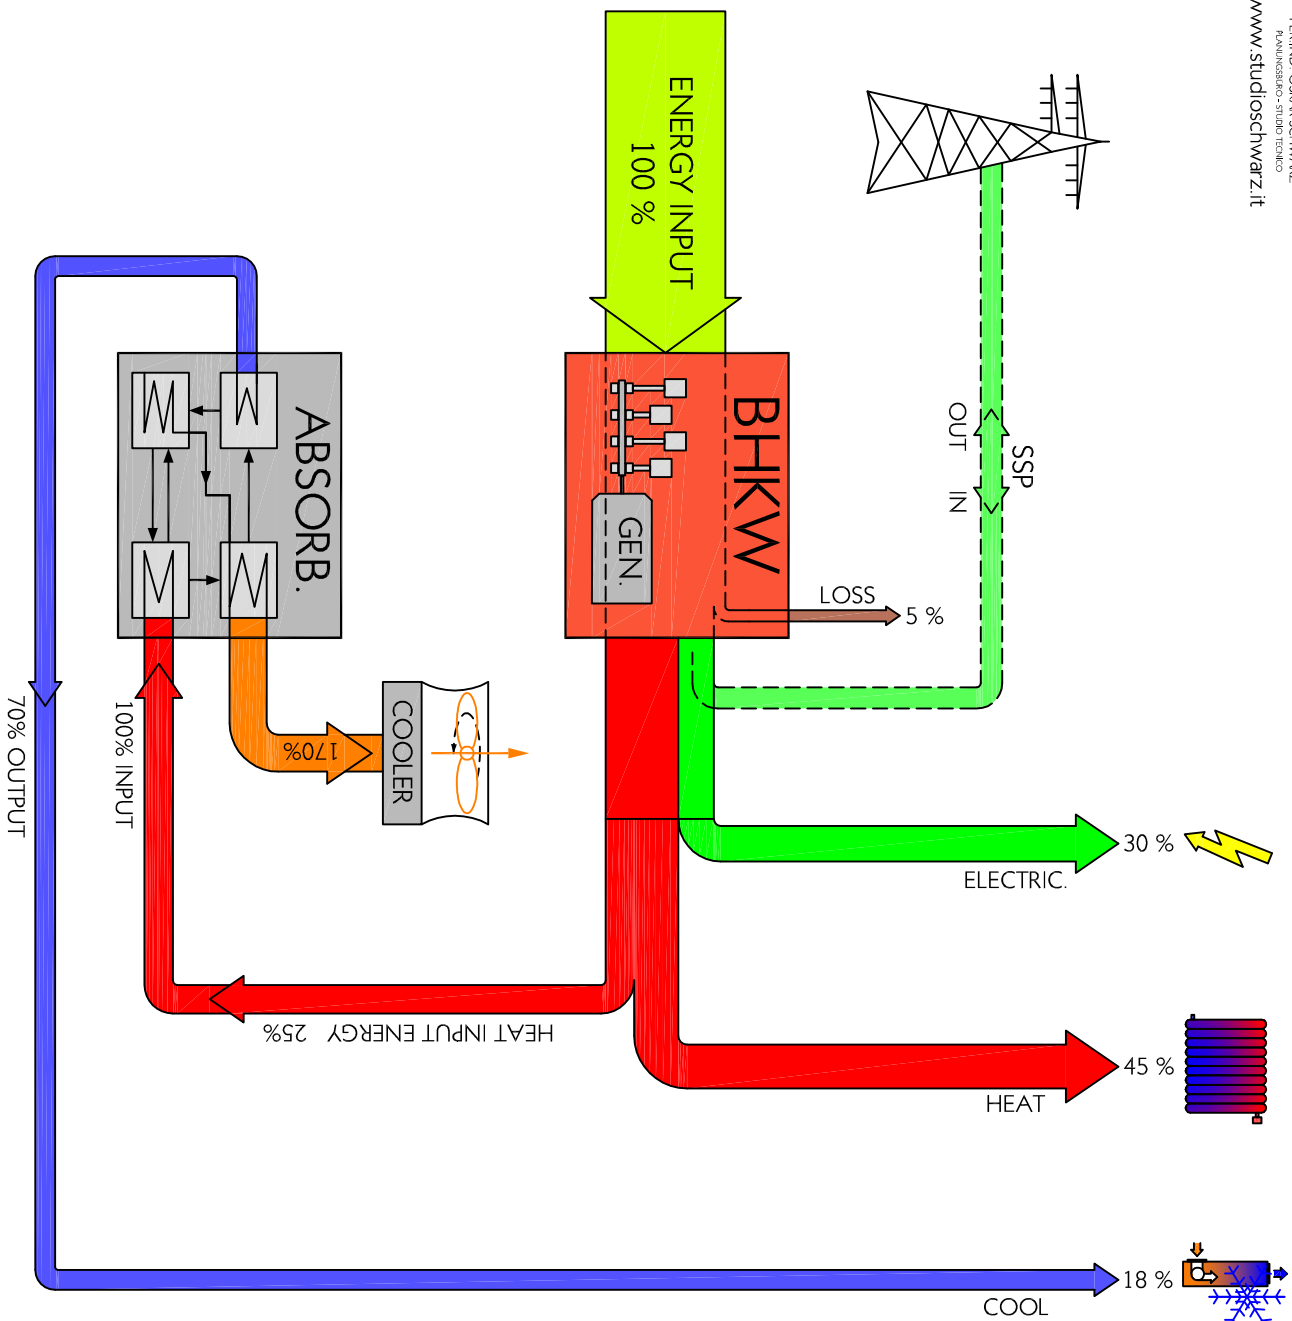 PLANUNGSBÜRO - STUDIO TECNICO
www.studioschwarz.it
ENERGY INPUT
100 %
BHKW
GEN.
ABSORB.
SSP
OUT IN
LOSS
5 %
COOLER
170%
100% INPUT
70% OUTPUT
30 %
ELECTRIC.
HEAT INPUT ENERGY 25%
45 %
HEAT
18 %
COOL